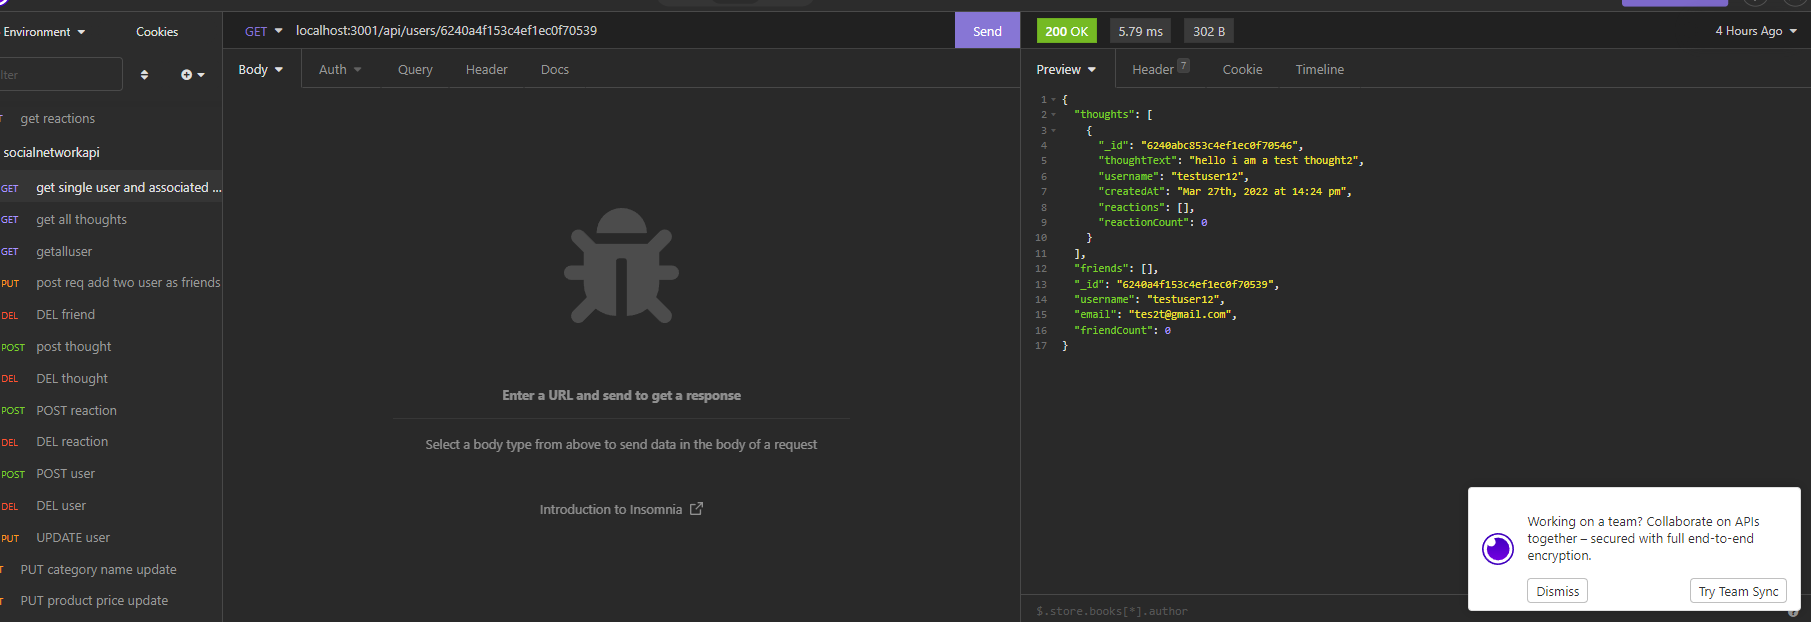 Environment
Cookies
lter
get reactions
socialnetworkapi
GET get single user and associated ...
GET get all thoughts
GET getalluser
PUT post req add two user as friends
DEL DEL friend
POST post thought
DEL DEL thought
POST POST reaction
DEL DEL reaction
POST POST user
DEL DEL user
PUT UPDATE user
PUT category name update
PUT product price update
GET localhost:3001/api/users/6240a4f153c4ef1ec0f70539 Send
Body Auth Query Header Docs
Enter a URL and send to get a response
Select a body type from above to send data in the body of a request
Introduction to Insomnia
200 OK 5.79 ms 302 B 4 Hours Ago
Preview Header 7 Cookie Timeline
1 {
2 "thoughts": [
3 {
4 "_id": "6240abc853c4ef1ec0f70546",
5 "thoughtText": "hello i am a test thought2",
6 "username": "testuser12",
7 "createdAt": "Mar 27th, 2022 at 14:24 pm",
8 "reactions": [],
9 "reactionCount": 0
10 }
11 ],
12 "friends": [],
13 "_id": "6240a4f153c4ef1ec0f70539",
14 "username": "testuser12",
15 "email": "tes2t@gmail.com",
16 "friendCount": 0
17 }
Working on a team? Collaborate on APIs
together – secured with full end-to-end
encryption.
Dismiss Try Team Sync
$.store.books[*].author